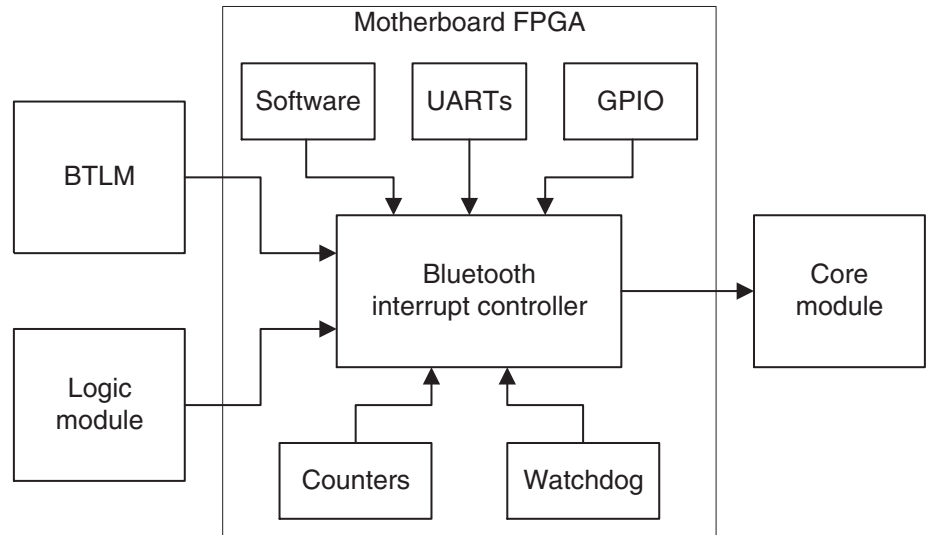 Motherboard FPGA
Software
UARTs
GPIO
BTLM
Bluetooth
interrupt controller
Core
module
Logic
module
Counters
Watchdog